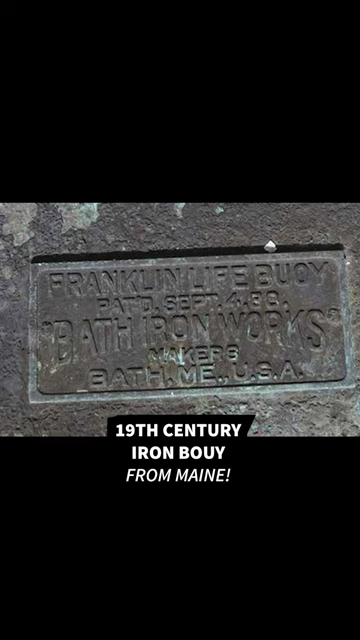 FRANKLIN LIFE BUOY
PAT'D. SEPT. 4. 88.
"BATH IRON WORKS"
MAKERS
BATH, ME., U.S.A.
19TH CENTURY
IRON BOUY
FROM MAINE!